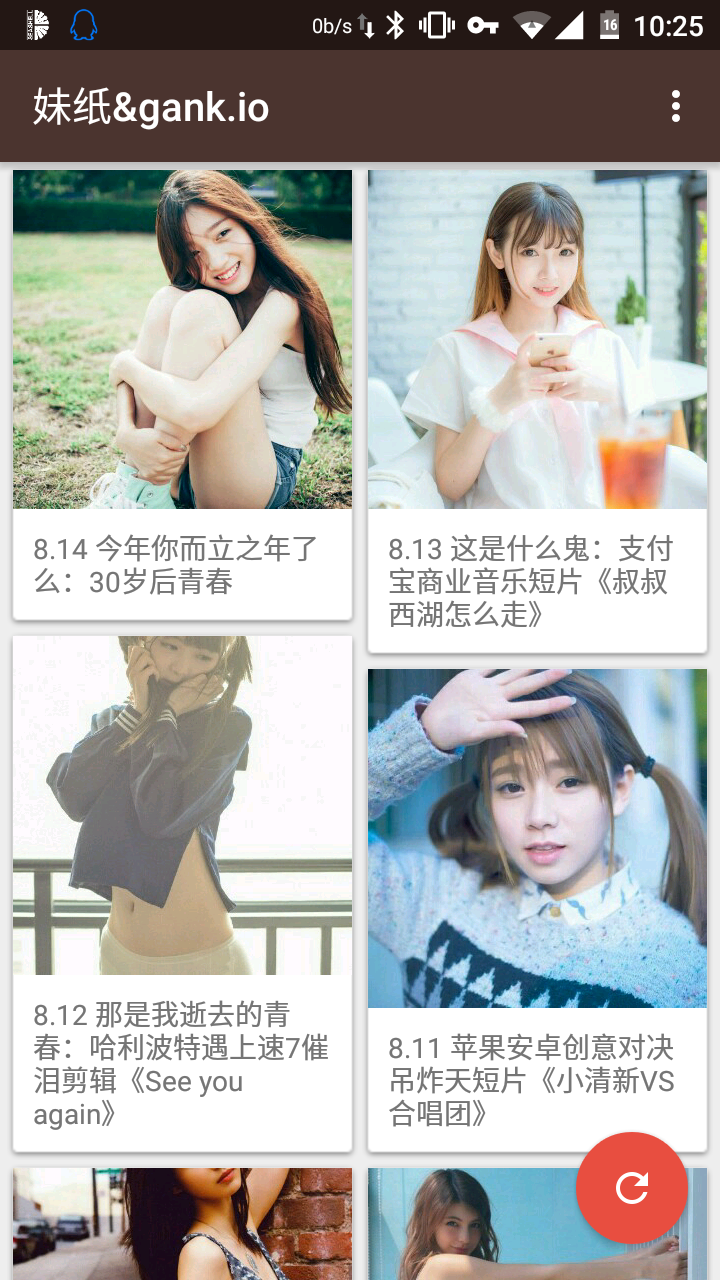 0b/s
16
10:25
妹纸&gank.io
8.14 今年你而立之年了
么：30岁后青春
8.13 这是什么鬼：支付
宝商业音乐短片《叔叔
西湖怎么走》
8.12 那是我逝去的青
春：哈利波特遇上速7催
泪剪辑《See you
again》
8.11 苹果安卓创意对决
吊炸天短片《小清新VS
合唱团》